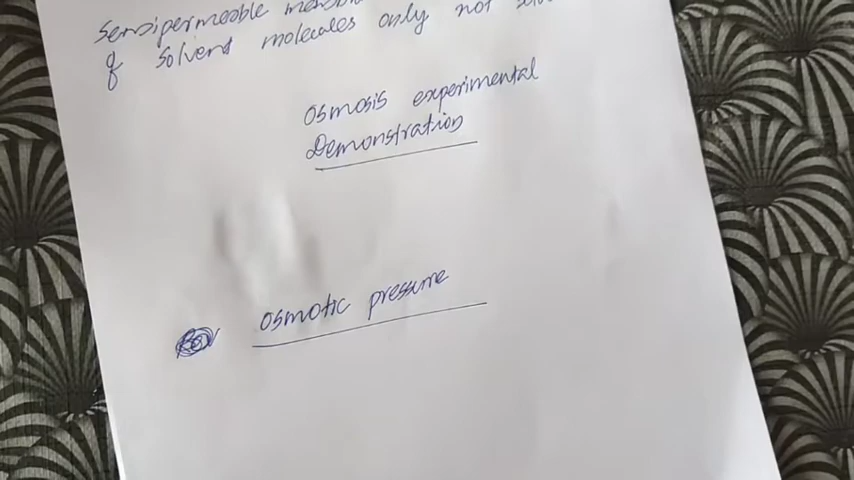 Semipermeable
of solvent molecules only not
Osmosis experimental
Demonstration
Osmotic pressure